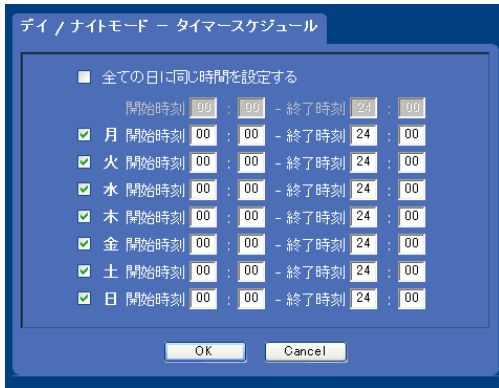 デイ / ナイトモード － タイマースケジュール
全ての日に同じ時間を設定する
開始時刻 00 : 00 - 終了時刻 24 : 00
月 開始時刻 00 : 00 - 終了時刻 24 : 00
火 開始時刻 00 : 00 - 終了時刻 24 : 00
水 開始時刻 00 : 00 - 終了時刻 24 : 00
木 開始時刻 00 : 00 - 終了時刻 24 : 00
金 開始時刻 00 : 00 - 終了時刻 24 : 00
土 開始時刻 00 : 00 - 終了時刻 24 : 00
日 開始時刻 00 : 00 - 終了時刻 24 : 00
OK Cancel